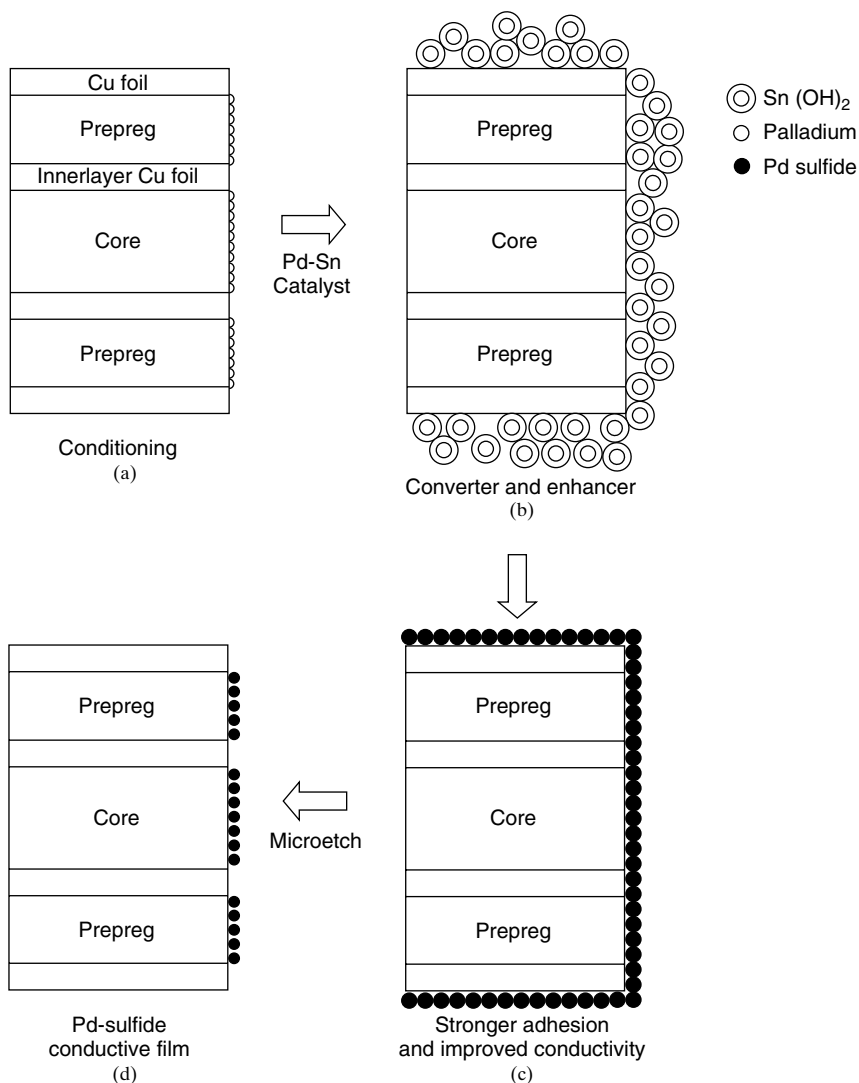 Cu foil
Prepreg
Innerlayer Cu foil
Core
Prepreg
Conditioning
(a)
Pd-Sn
Catalyst
Prepreg
Core
Prepreg
Converter and enhancer
(b)
Sn (OH)₂
Palladium
Pd sulfide
Prepreg
Core
Prepreg
Stronger adhesion
and improved conductivity
(c)
Microetch
Prepreg
Core
Prepreg
Pd-sulfide
conductive film
(d)